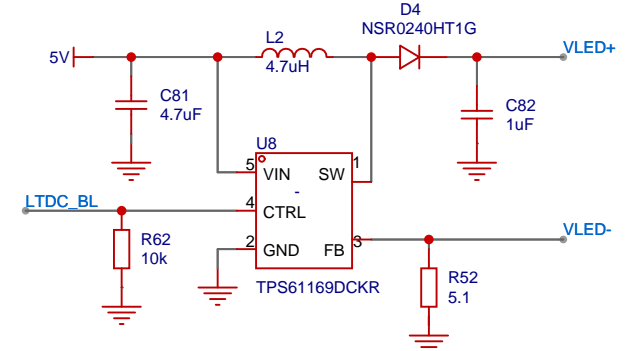 D4
NSR0240HT1G
L2
4.7uH
5V
VLED+
C81
4.7uF
C82
1uF
U8
5
VIN
SW
1
-
LTDC_BL
4
CTRL
R62
10k
2
GND
FB
3
VLED-
TPS61169DCKR
R52
5.1